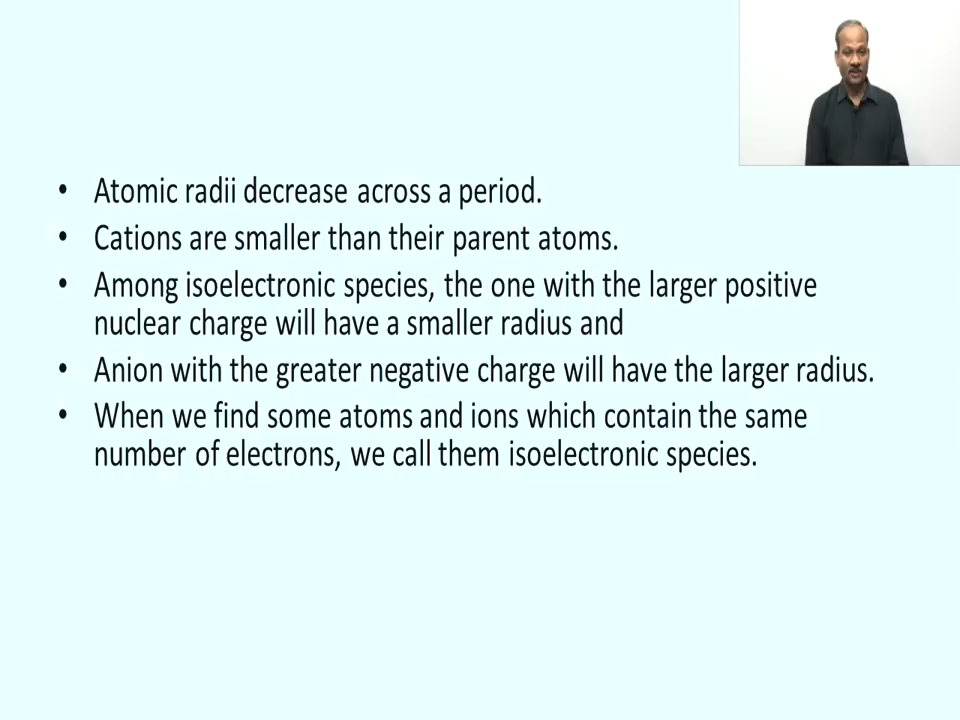 • Atomic radii decrease across a period.
• Cations are smaller than their parent atoms.
• Among isoelectronic species, the one with the larger positive
nuclear charge will have a smaller radius and
• Anion with the greater negative charge will have the larger radius.
• When we find some atoms and ions which contain the same
number of electrons, we call them isoelectronic species.